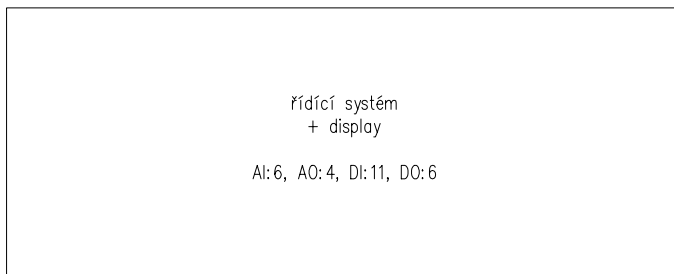 řídící systém
+ display
AI:6, AO:4, DI:11, DO:6